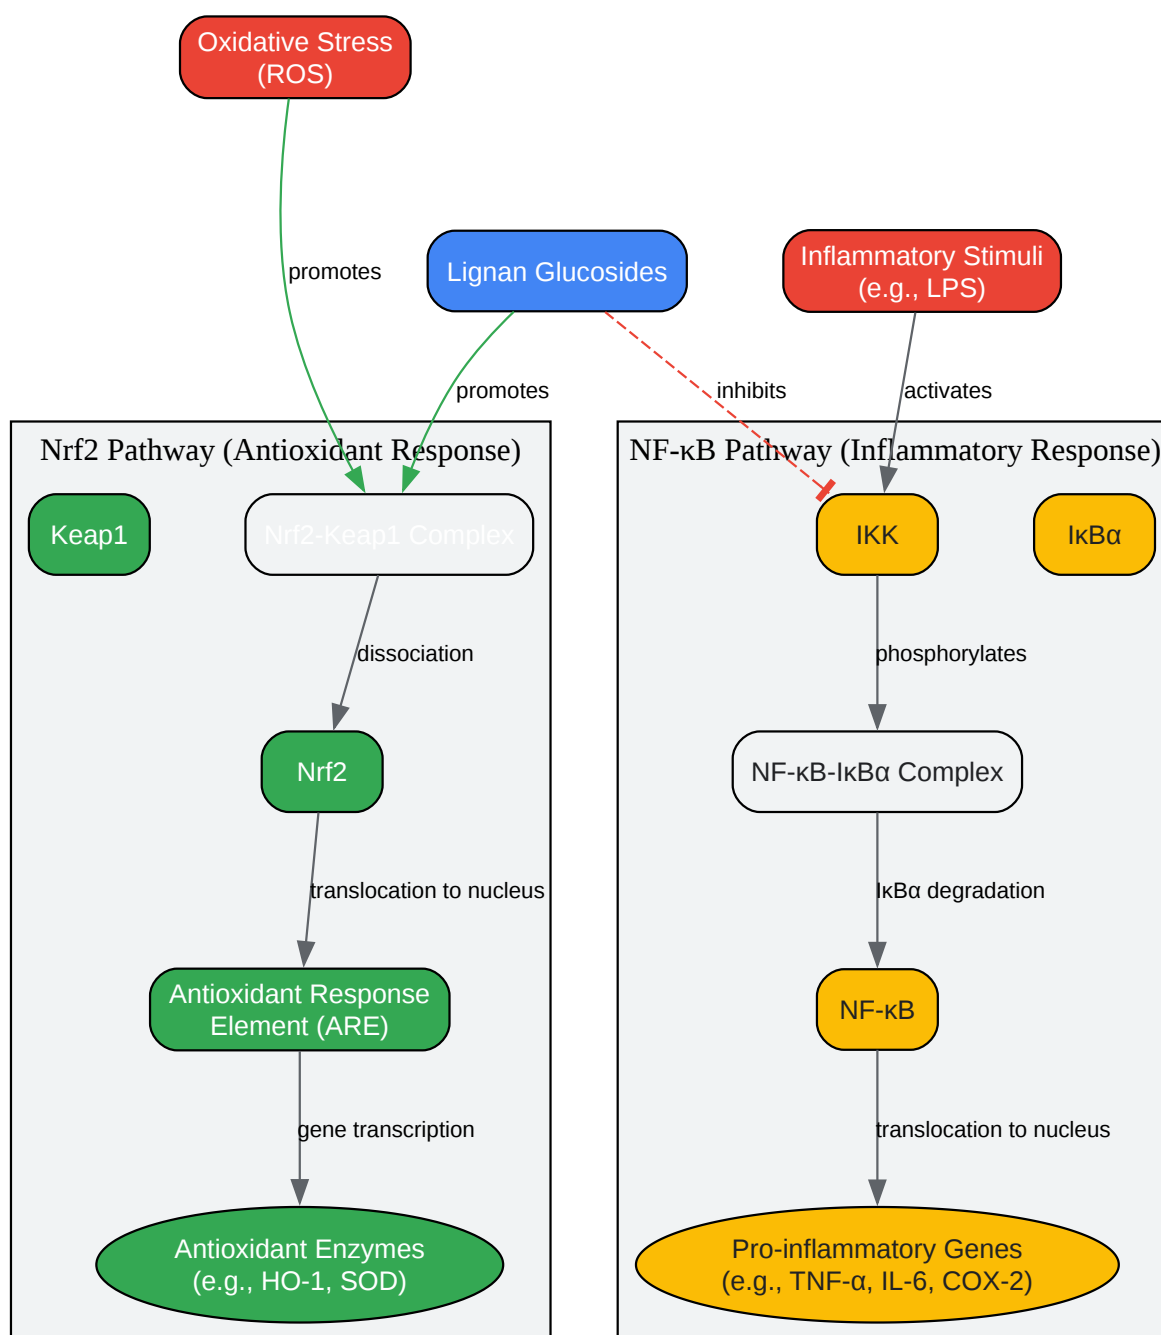 Oxidative Stress
(ROS)
promotes
Lignan Glucosides
Inflammatory Stimuli
(e.g., LPS)
promotes
inhibits
activates
Nrf2 Pathway (Antioxidant Response)
Keap1
Nrf2-Keap1 Complex
dissociation
Nrf2
translocation to nucleus
Antioxidant Response
Element (ARE)
gene transcription
Antioxidant Enzymes
(e.g., HO-1, SOD)
NF-κB Pathway (Inflammatory Response)
IKK
IκBα
phosphorylates
NF-κB-IκBα Complex
IκBα degradation
NF-κB
translocation to nucleus
Pro-inflammatory Genes
(e.g., TNF-α, IL-6, COX-2)